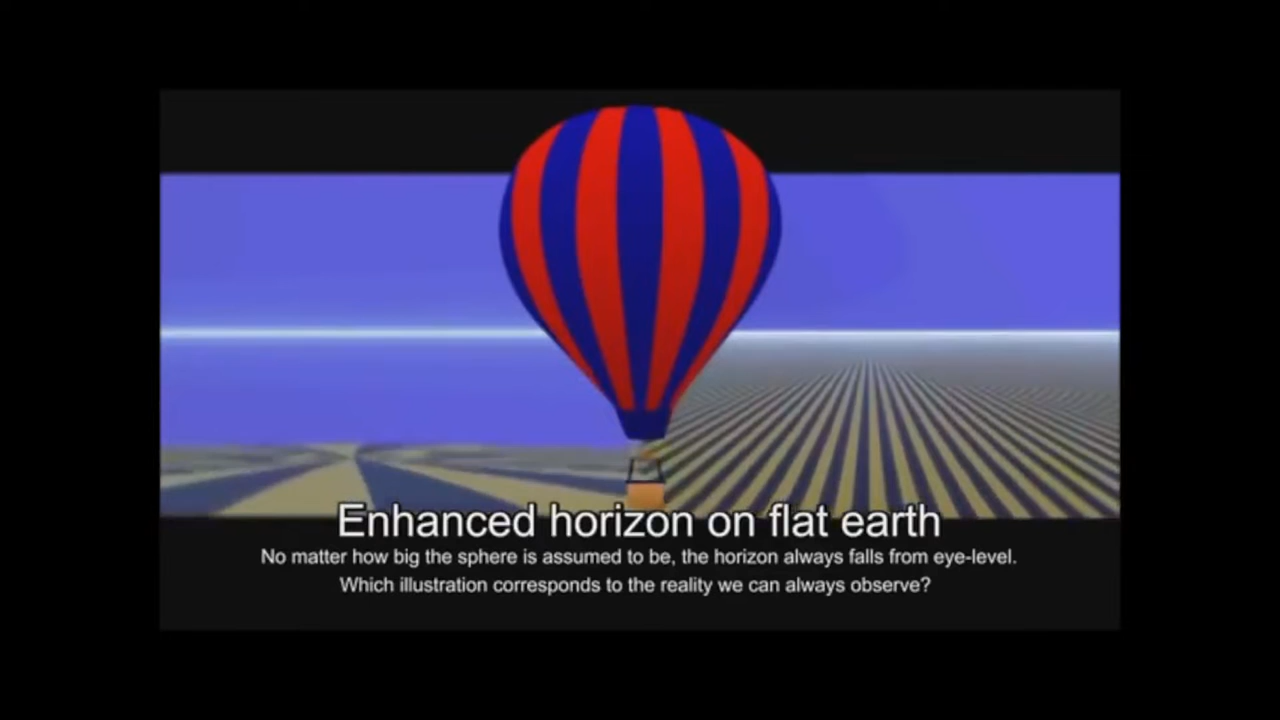 Enhanced horizon on flat earth
No matter how big the sphere is assumed to be, the horizon always falls from eye-level.
Which illustration corresponds to the reality we can always observe?